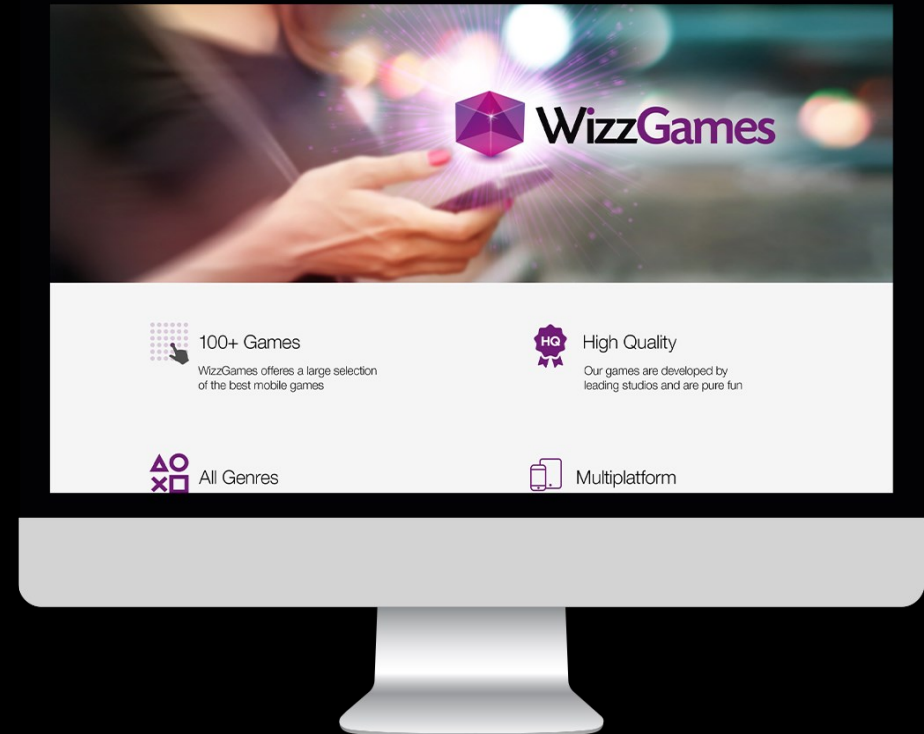 WizzGames
100+ Games
WizzGames offeres a large selection
of the best mobile games
HQ
High Quality
Our games are developed by
leading studios and are pure fun
All Genres
Multiplatform